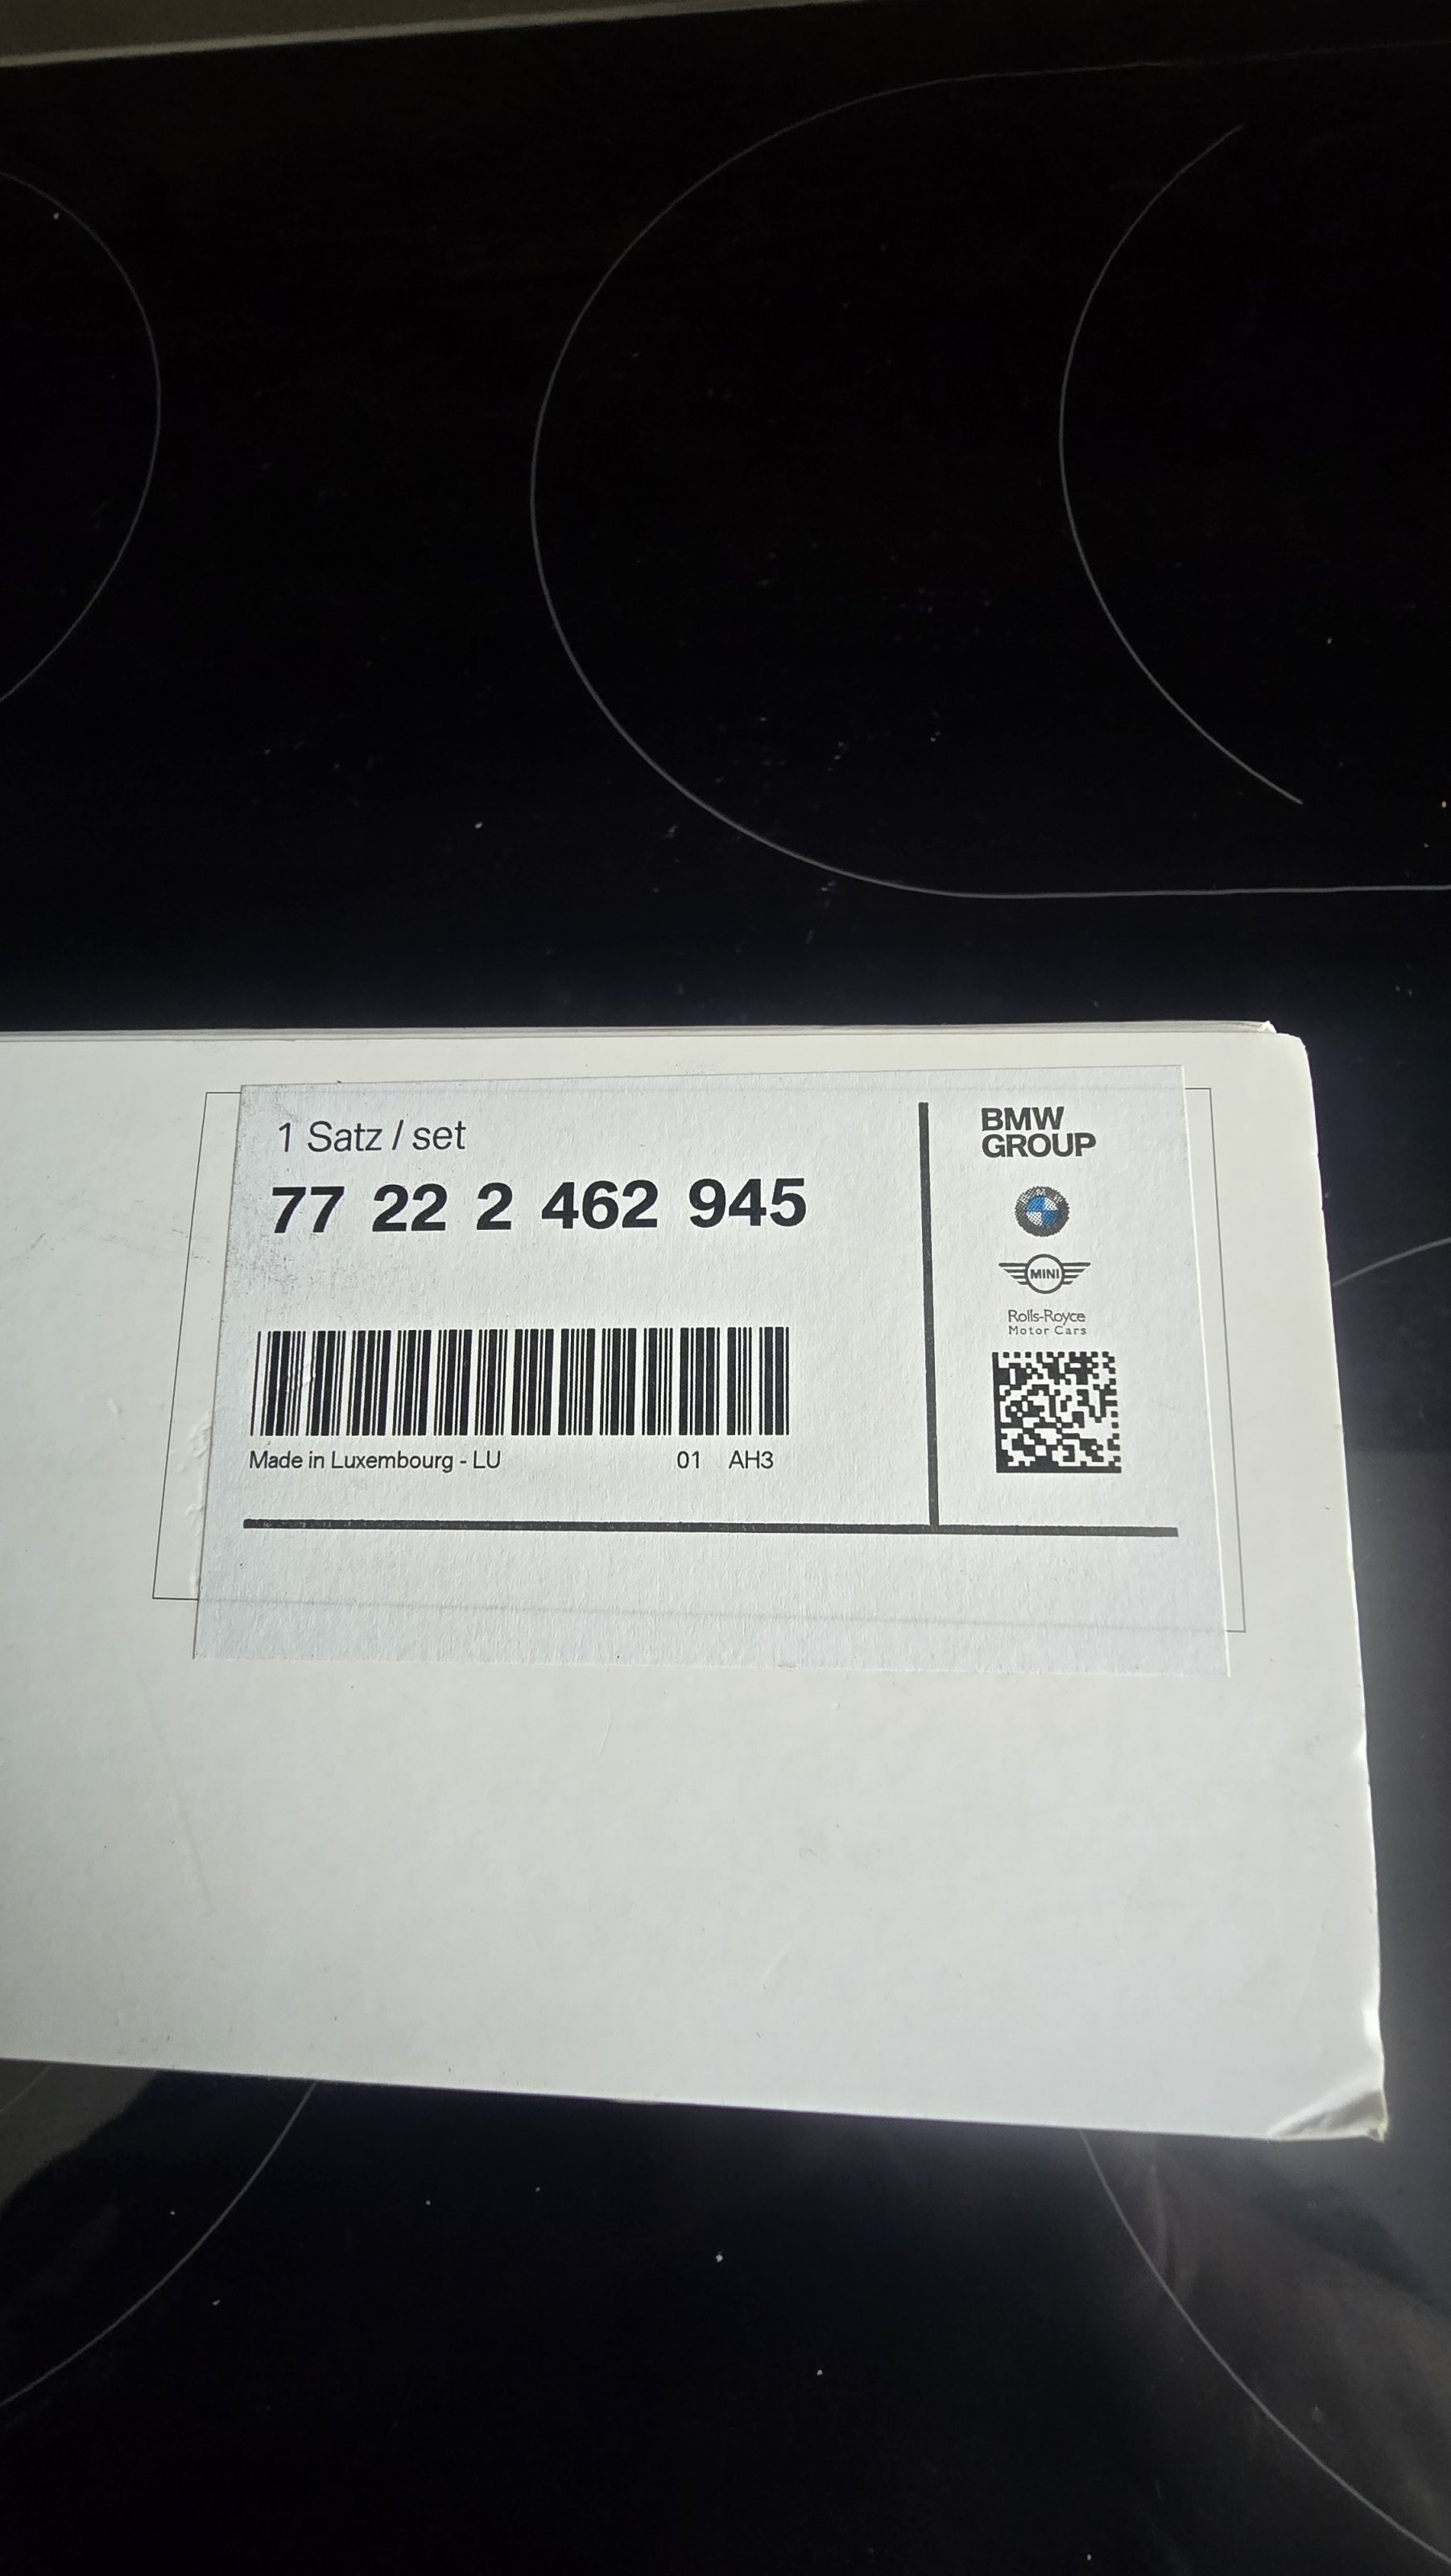 1 Satz / set
77 22 2 462 945
Made in Luxembourg - LU 01 AH3
BMW
GROUP
MINI
Rolls-Royce
Motor Cars